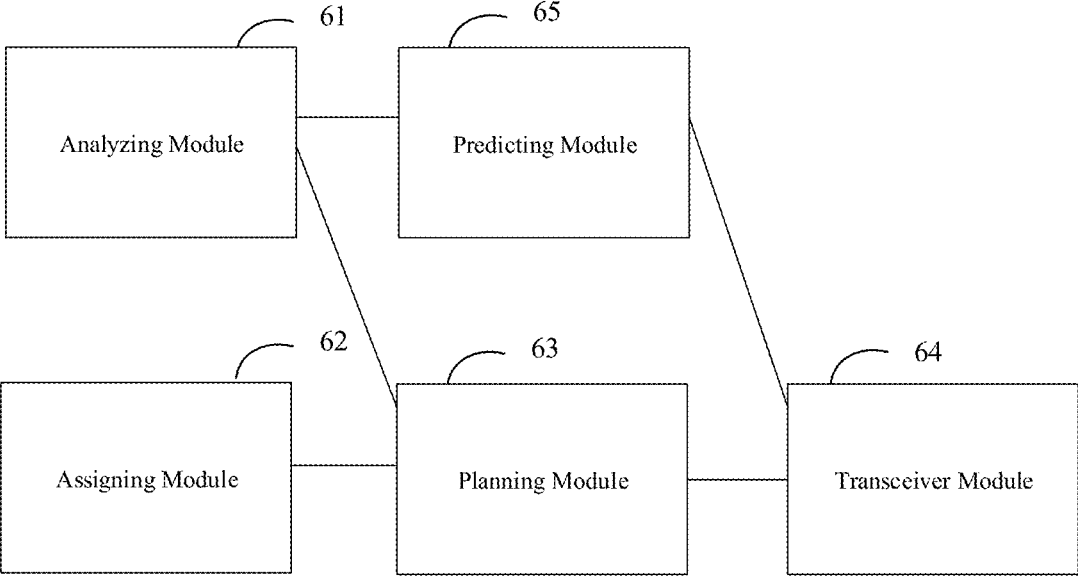 61
65
Analyzing Module
Predicting Module
62
63
64
Assigning Module
Planning Module
Transceiver Module